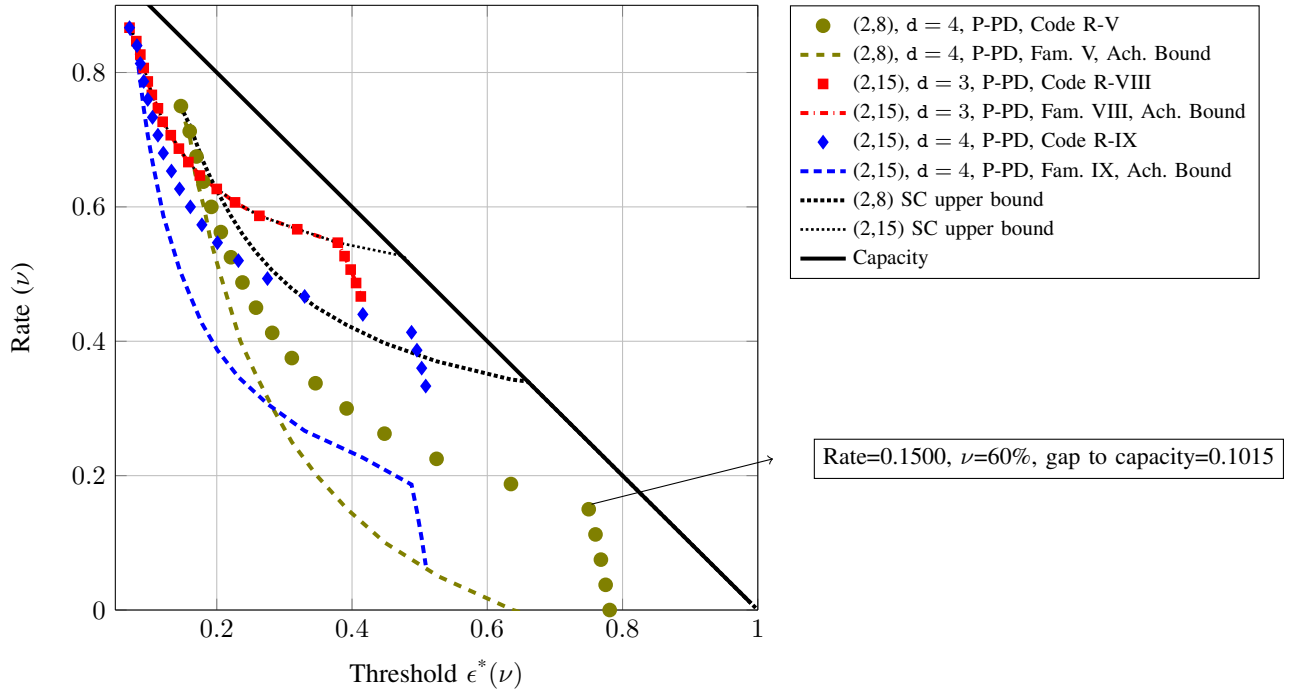 (2,8), d = 4, P-PD, Code R-V
(2,8), d = 4, P-PD, Fam. V, Ach. Bound
(2,15), d = 3, P-PD, Code R-VIII
(2,15), d = 3, P-PD, Fam. VIII, Ach. Bound
(2,15), d = 4, P-PD, Code R-IX
(2,15), d = 4, P-PD, Fam. IX, Ach. Bound
(2,8) SC upper bound
(2,15) SC upper bound
Capacity
0.8
0.6
0.4
0.2
0
Rate (ν)
Rate=0.1500, ν=60%, gap to capacity=0.1015
0.2 0.4 0.6 0.8 1
Threshold ϵ*(ν)